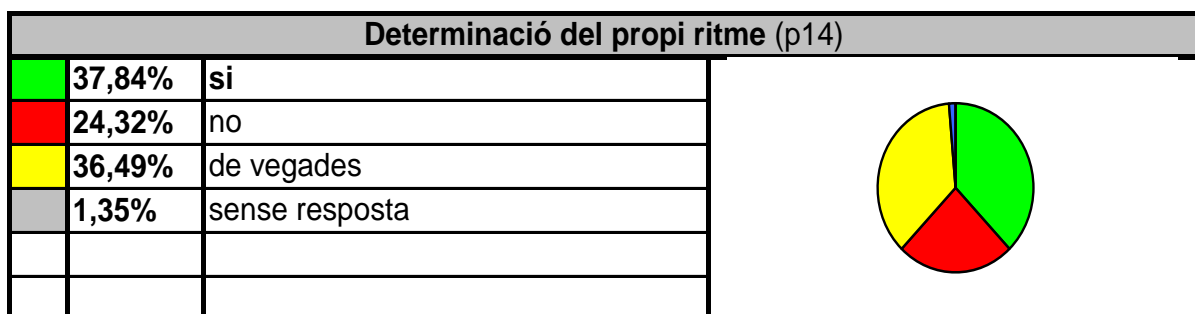 Determinació del propi ritme (p14)
37,84% si
24,32% no
36,49% de vegades
1,35% sense resposta